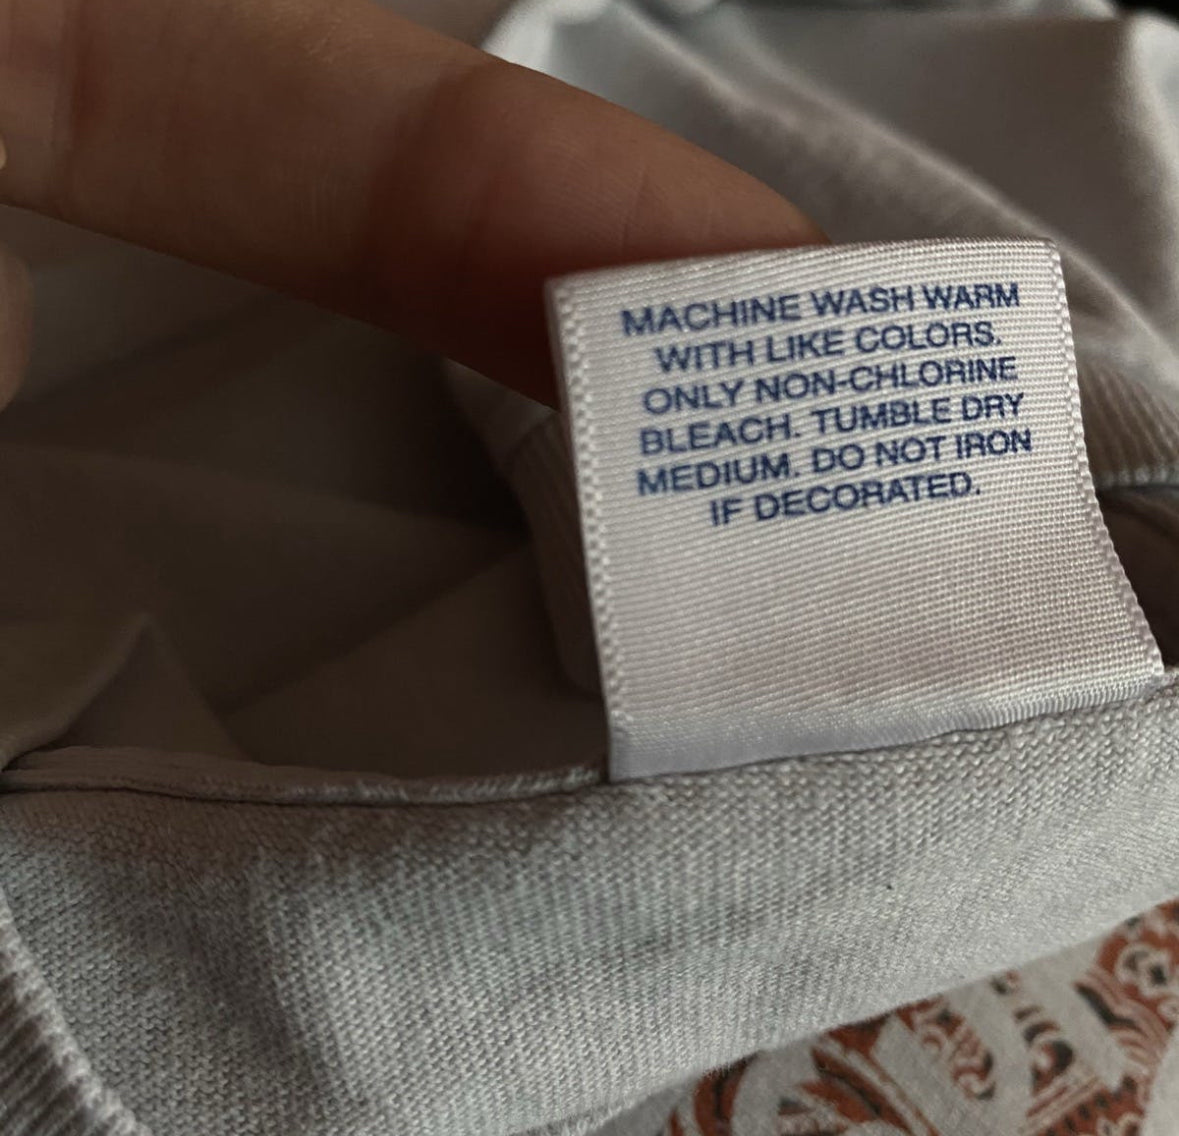 MACHINE WASH WARM
WITH LIKE COLORS.
ONLY NON-CHLORINE
BLEACH. TUMBLE DRY
MEDIUM. DO NOT IRON
IF DECORATED.